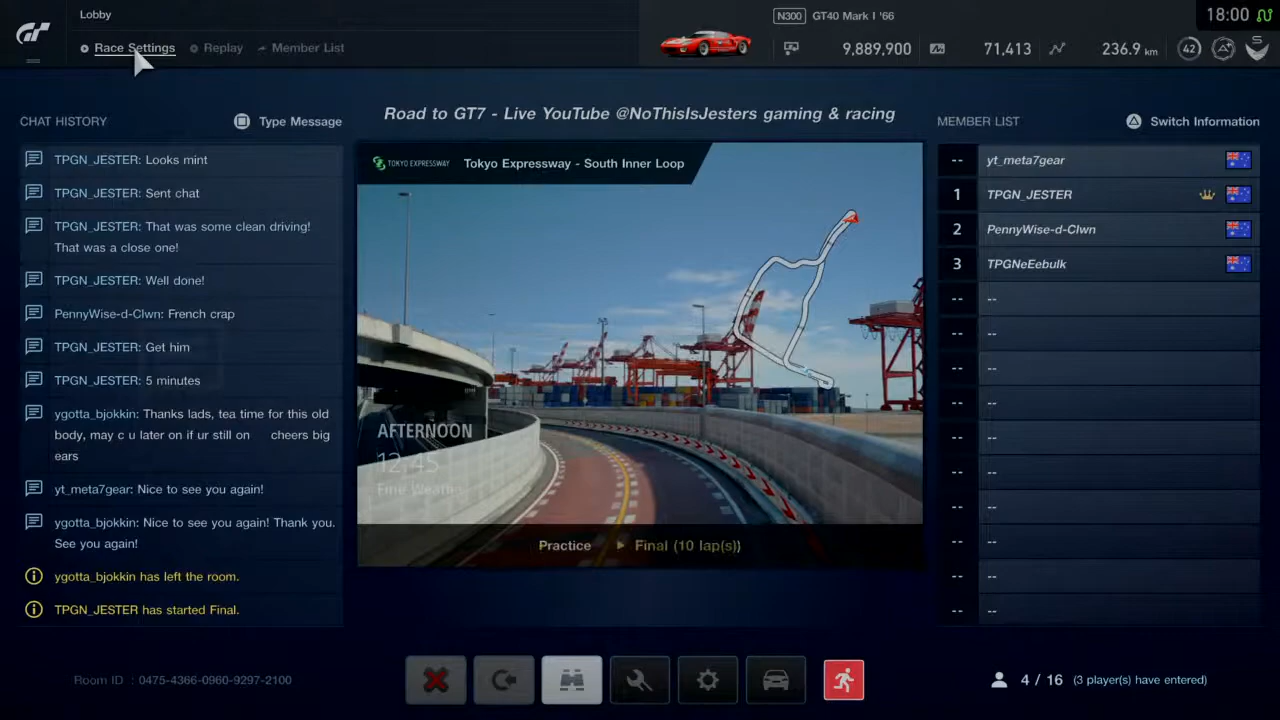 Lobby
N300 GT40 Mark I '66
18:00
Race Settings Replay Member List
9,889,900 71,413 236.9 km 42 S
CHAT HISTORY Type Message
Road to GT7 - Live YouTube @NoThisIsJesters gaming & racing
MEMBER LIST Switch Information
TPGN_JESTER: Looks mint
TPGN_JESTER: Sent chat
TPGN_JESTER: That was some clean driving!
That was a close one!
TPGN_JESTER: Well done!
PennyWise-d-Clwn: French crap
TPGN_JESTER: Get him
TPGN_JESTER: 5 minutes
ygotta_bjokkin: Thanks lads, tea time for this old
body, may c u later on if ur still on cheers big
ears
yt_meta7gear: Nice to see you again!
ygotta_bjokkin: Nice to see you again! Thank you.
See you again!
ygotta_bjokkin has left the room.
TPGN_JESTER has started Final.
TOKYO EXPRESSWAY Tokyo Expressway - South Inner Loop
AFTERNOON
12:45
Fine Weather
Practice Final (10 lap(s))
-- yt_meta7gear
1 TPGN_JESTER
2 PennyWise-d-Clwn
3 TPGNeEebulk
-- --
-- --
-- --
-- --
-- --
-- --
-- --
-- --
-- --
-- --
Room ID : 0475-4366-0960-9297-2100
4 / 16 (3 player(s) have entered)